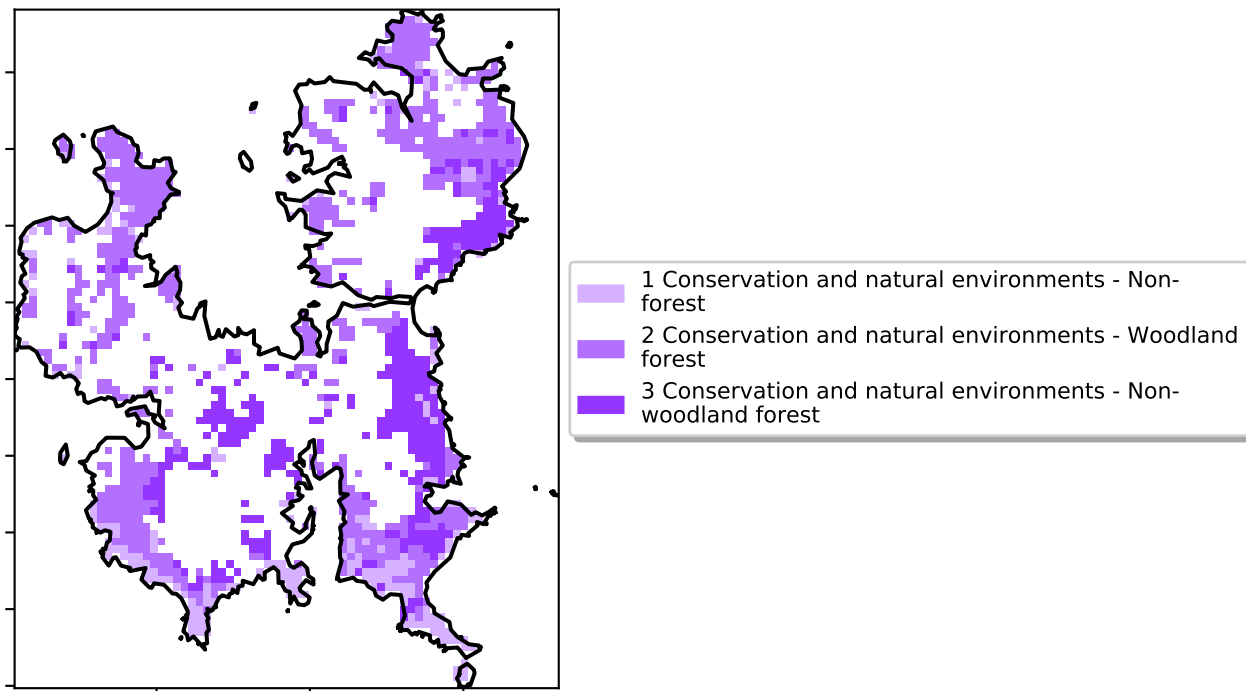 1 Conservation and natural environments - Non-
forest
2 Conservation and natural environments - Woodland
forest
3 Conservation and natural environments - Non-
woodland forest